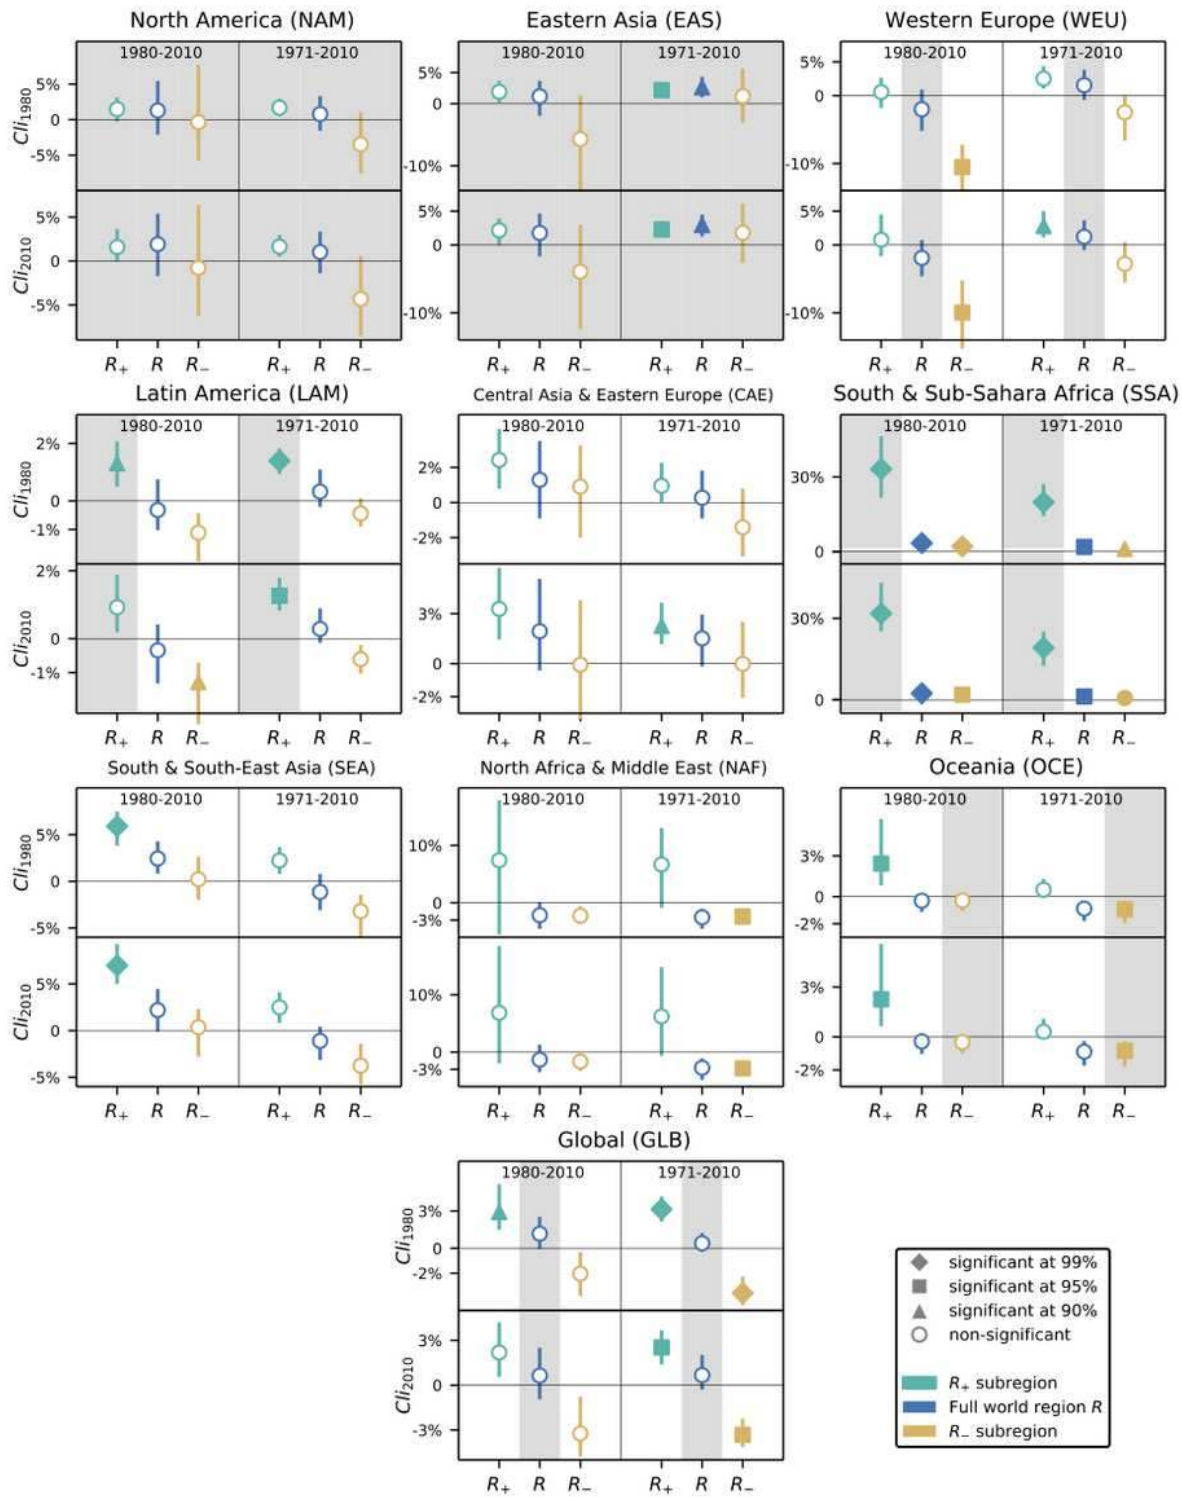 North America (NAM)
Eastern Asia (EAS)
Western Europe (WEU)
1980-2010
1971-2010
1980-2010
1971-2010
1980-2010
1971-2010
Cli1980
5%
0
-5%
5%
0
-10%
5%
0
-10%
Cli2010
5%
0
-5%
5%
0
-10%
5%
0
-10%
R+ R R− R+ R R−
R+ R R− R+ R R−
R+ R R− R+ R R−
Latin America (LAM)
Central Asia & Eastern Europe (CAE)
South & Sub-Sahara Africa (SSA)
1980-2010
1971-2010
1980-2010
1971-2010
1980-2010
1971-2010
Cli1980
2%
0
-1%
2%
0
-2%
30%
0
Cli2010
2%
0
-1%
3%
0
-2%
30%
0
R+ R R− R+ R R−
R+ R R− R+ R R−
R+ R R− R+ R R−
South & South-East Asia (SEA)
North Africa & Middle East (NAF)
Oceania (OCE)
1980-2010
1971-2010
1980-2010
1971-2010
1980-2010
1971-2010
Cli1980
5%
0
-5%
10%
0
-3%
3%
0
-2%
Cli2010
5%
0
-5%
10%
0
-3%
3%
0
-2%
R+ R R− R+ R R−
R+ R R− R+ R R−
R+ R R− R+ R R−
Global (GLB)
1980-2010
1971-2010
Cli1980
3%
0
-2%
Cli2010
3%
0
-3%
R+ R R− R+ R R−
significant at 99%
significant at 95%
significant at 90%
non-significant
R+ subregion
Full world region R
R− subregion